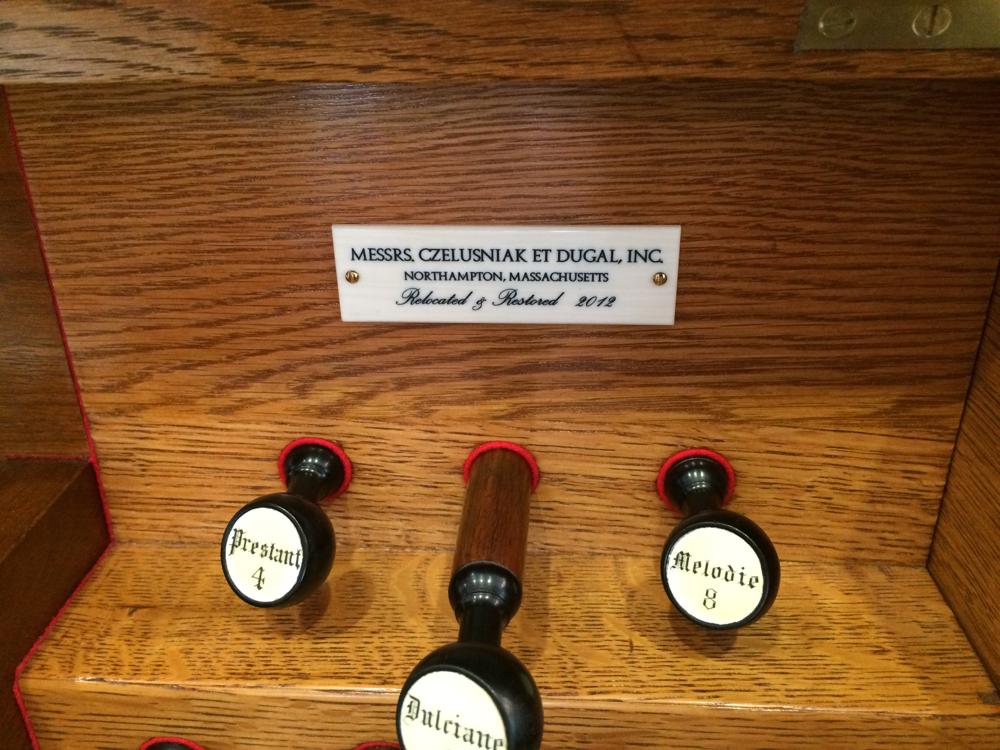 MESSRS. CZELUSNIAK ET DUGAL, INC.
NORTHAMPTON, MASSACHUSETTS
Relocated & Restored 2012
Prestant
4
Melodie
8
Dulciane